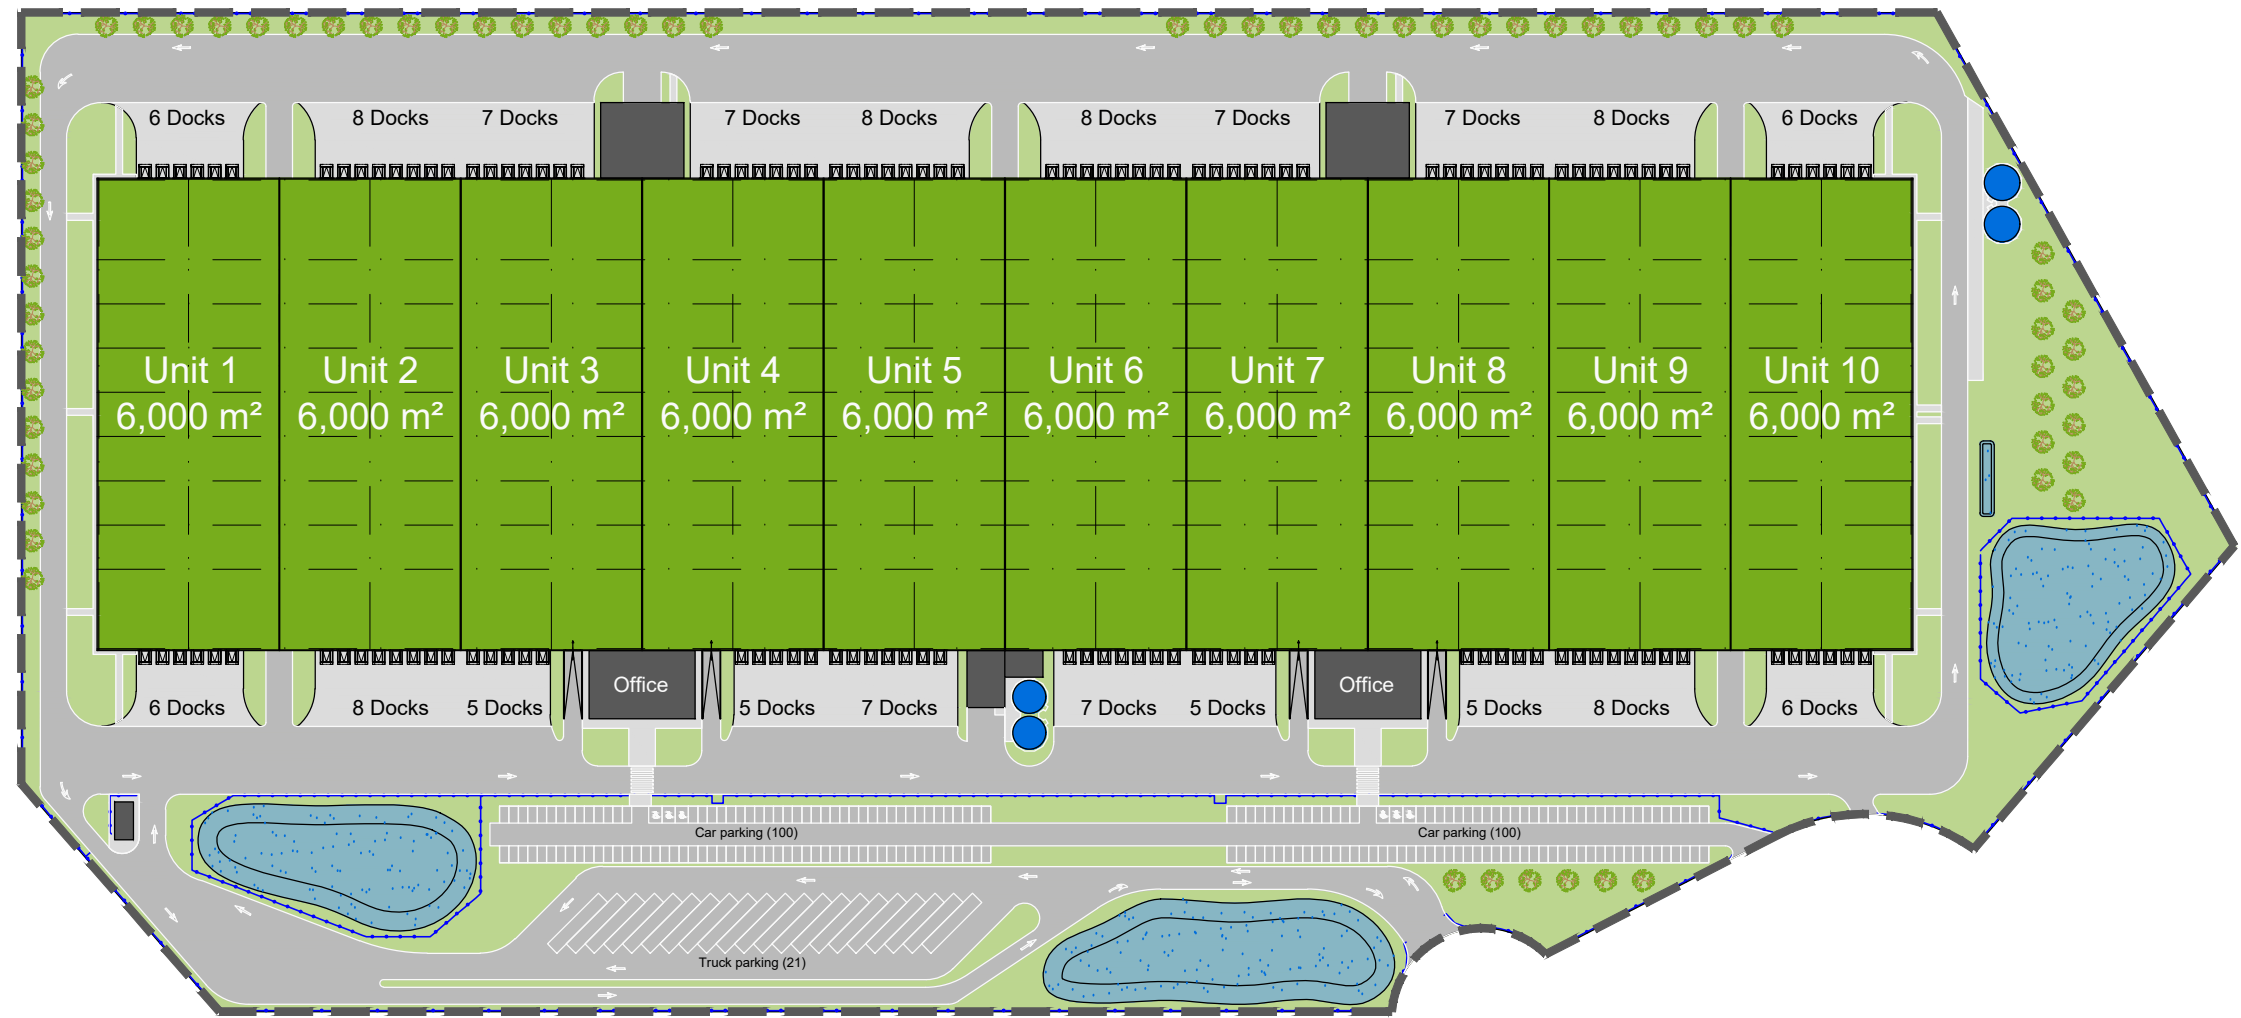 6 Docks
8 Docks
7 Docks
7 Docks
8 Docks
8 Docks
7 Docks
7 Docks
8 Docks
6 Docks
Unit 1
6,000 m²
Unit 2
6,000 m²
Unit 3
6,000 m²
Unit 4
6,000 m²
Unit 5
6,000 m²
Unit 6
6,000 m²
Unit 7
6,000 m²
Unit 8
6,000 m²
Unit 9
6,000 m²
Unit 10
6,000 m²
Office
Office
6 Docks
8 Docks
5 Docks
5 Docks
7 Docks
7 Docks
5 Docks
5 Docks
8 Docks
6 Docks
Car parking (100)
Car parking (100)
Truck parking (21)